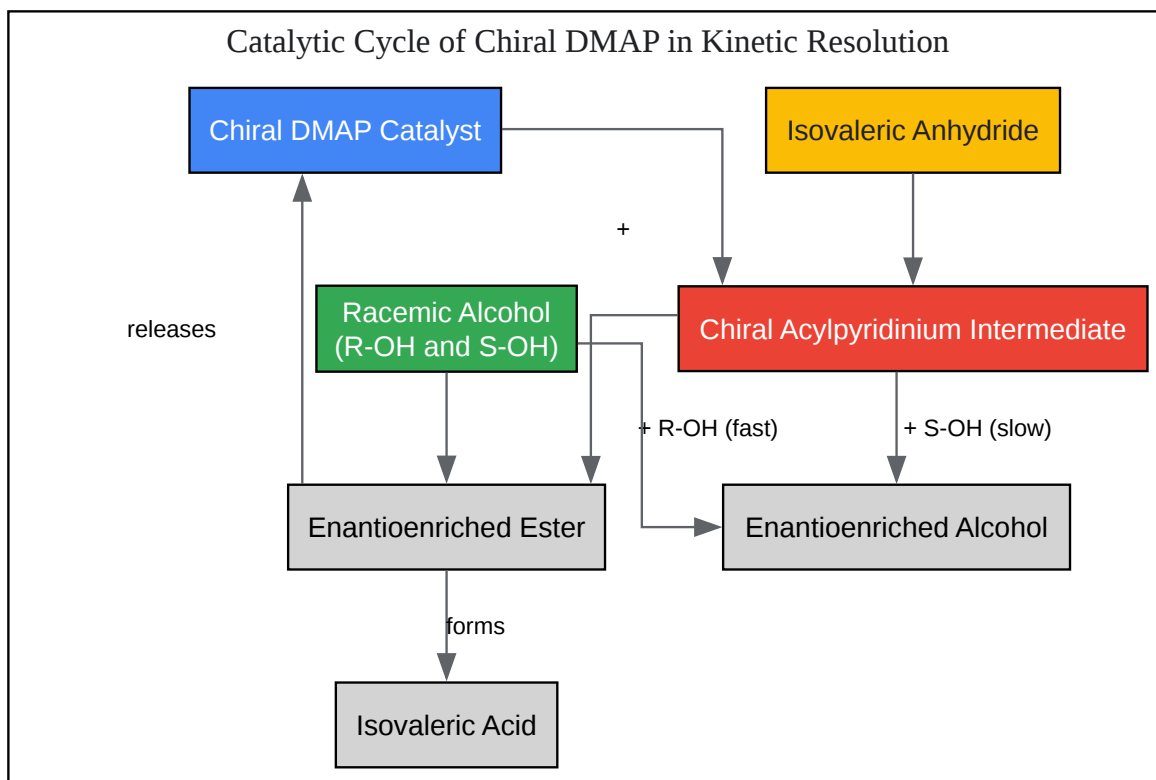 Catalytic Cycle of Chiral DMAP in Kinetic Resolution
Chiral DMAP Catalyst
Isovaleric Anhydride
+
releases
Racemic Alcohol
(R-OH and S-OH)
Chiral Acylpyridinium Intermediate
+ R-OH (fast)
+ S-OH (slow)
Enantioenriched Ester
Enantioenriched Alcohol
forms
Isovaleric Acid